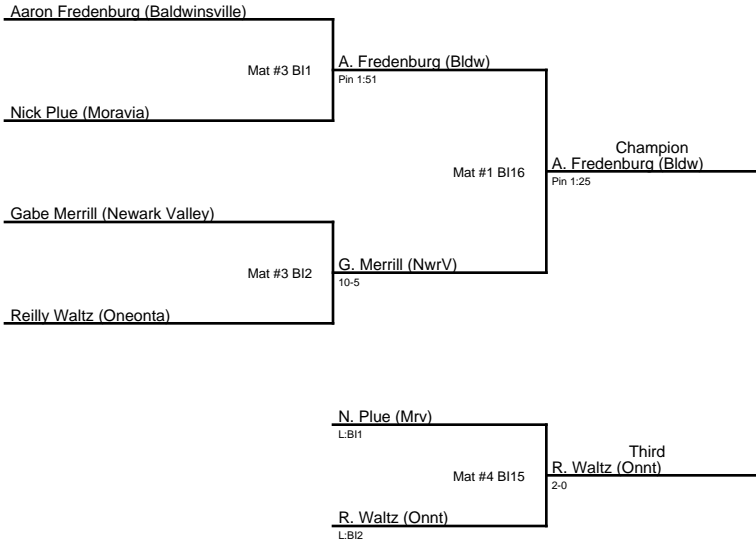 Aaron Fredenburg (Baldwinsville)
Mat #3 BI1
A. Fredenburg (Bldw)
Pin 1:51
Nick Plue (Moravia)
Champion
Mat #1 BI16
A. Fredenburg (Bldw)
Pin 1:25
Gabe Merrill (Newark Valley)
Mat #3 BI2
G. Merrill (NwrV)
10-5
Reilly Waltz (Oneonta)
N. Plue (Mrv)
L:BI1
Third
Mat #4 BI15
R. Waltz (Onnt)
2-0
R. Waltz (Onnt)
L:BI2